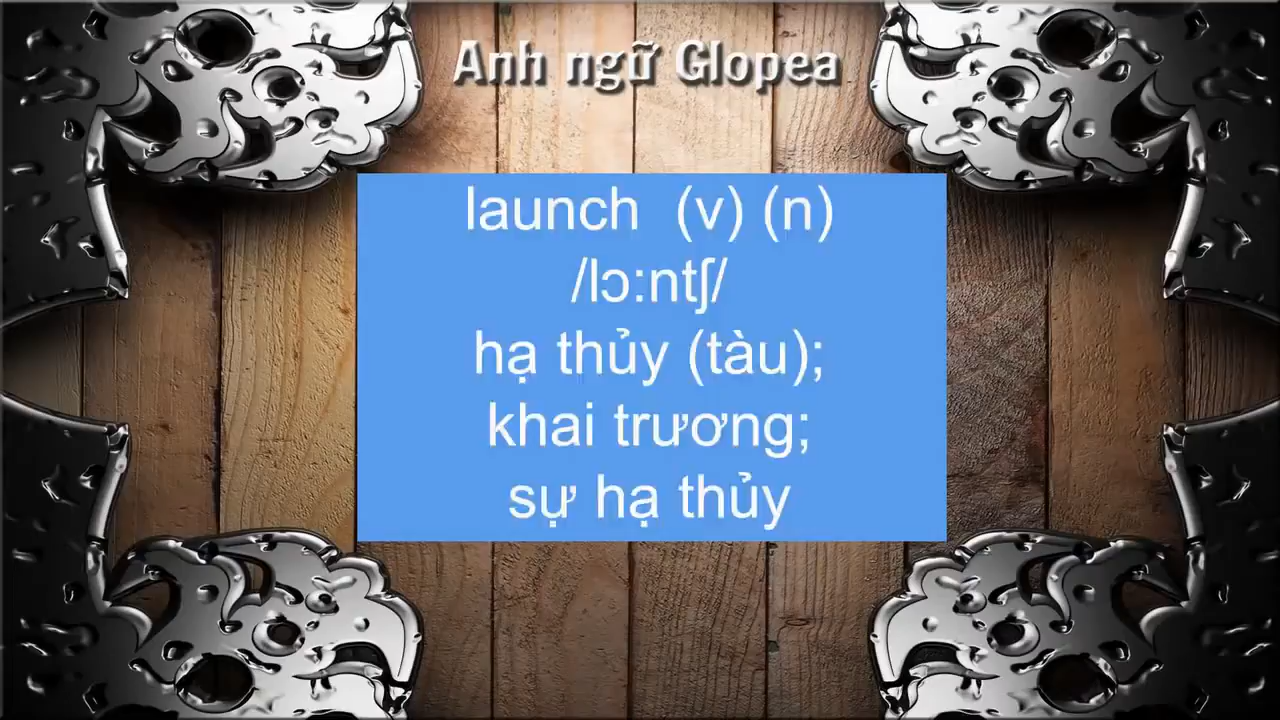 Anh ngữ Glopea
launch (v) (n)
/lɔ:ntʃ/
hạ thủy (tàu);
khai trương;
sự hạ thủy